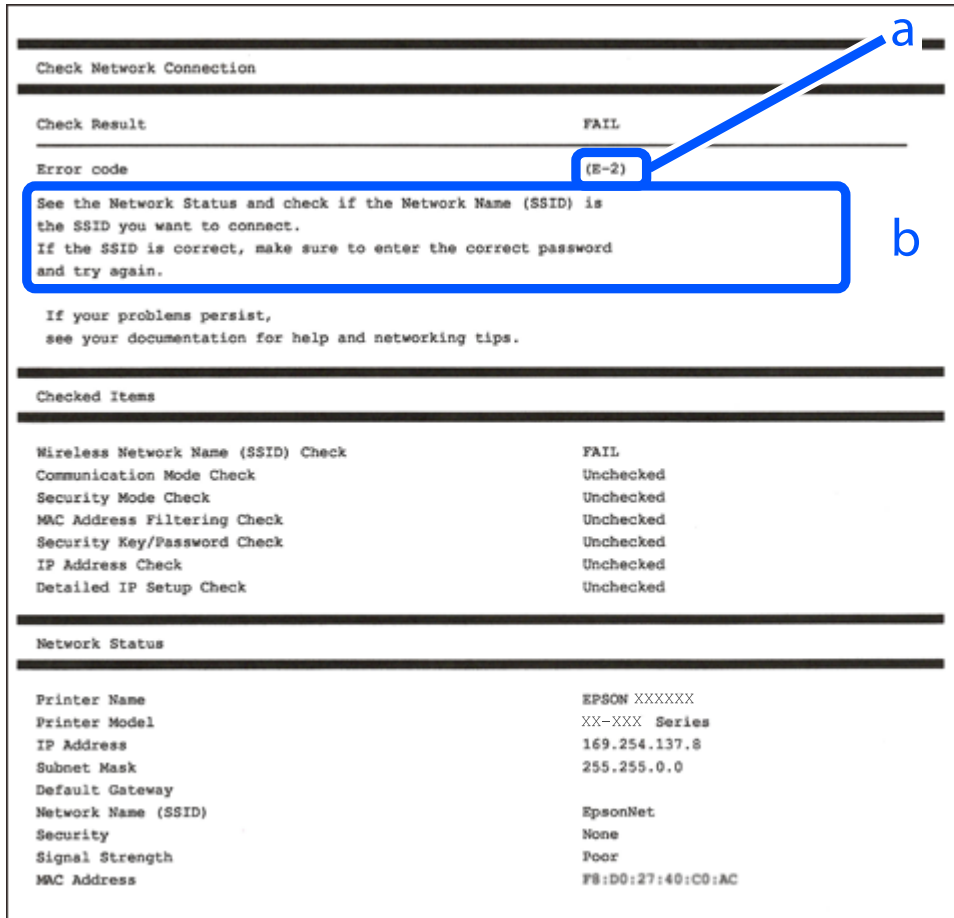 a
Check Network Connection
Check Result FAIL
Error code (E-2)
See the Network Status and check if the Network Name (SSID) is
the SSID you want to connect.
If the SSID is correct, make sure to enter the correct password
and try again.
b
If your problems persist,
see your documentation for help and networking tips.
Checked Items
Wireless Network Name (SSID) Check FAIL
Communication Mode Check Unchecked
Security Mode Check Unchecked
MAC Address Filtering Check Unchecked
Security Key/Password Check Unchecked
IP Address Check Unchecked
Detailed IP Setup Check Unchecked
Network Status
Printer Name EPSON XXXXXX
Printer Model XX-XXX Series
IP Address 169.254.137.8
Subnet Mask 255.255.0.0
Default Gateway
Network Name (SSID) EpsonNet
Security None
Signal Strength Poor
MAC Address F8:D0:27:40:C0:AC